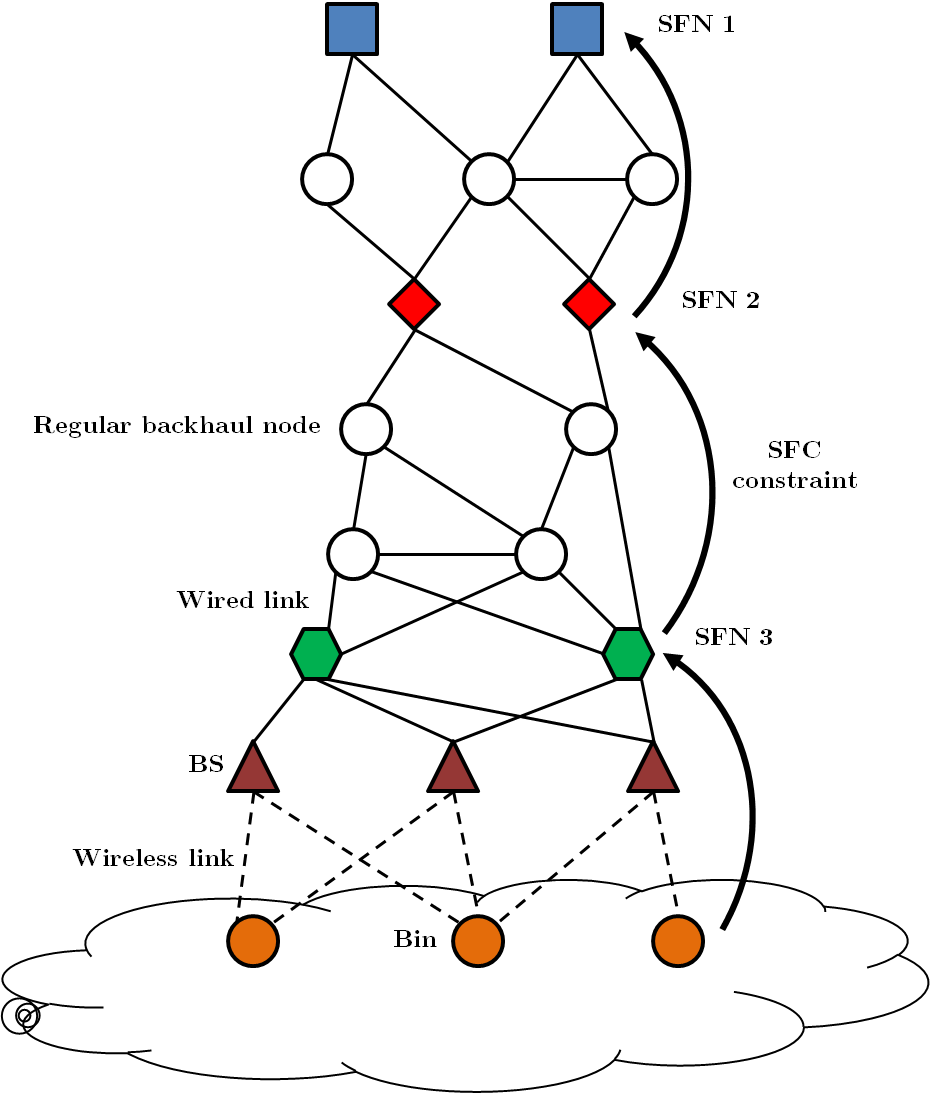 SFN 1
SFN 2
Regular backhaul node
SFC
constraint
Wired link
SFN 3
BS
Wireless link
Bin